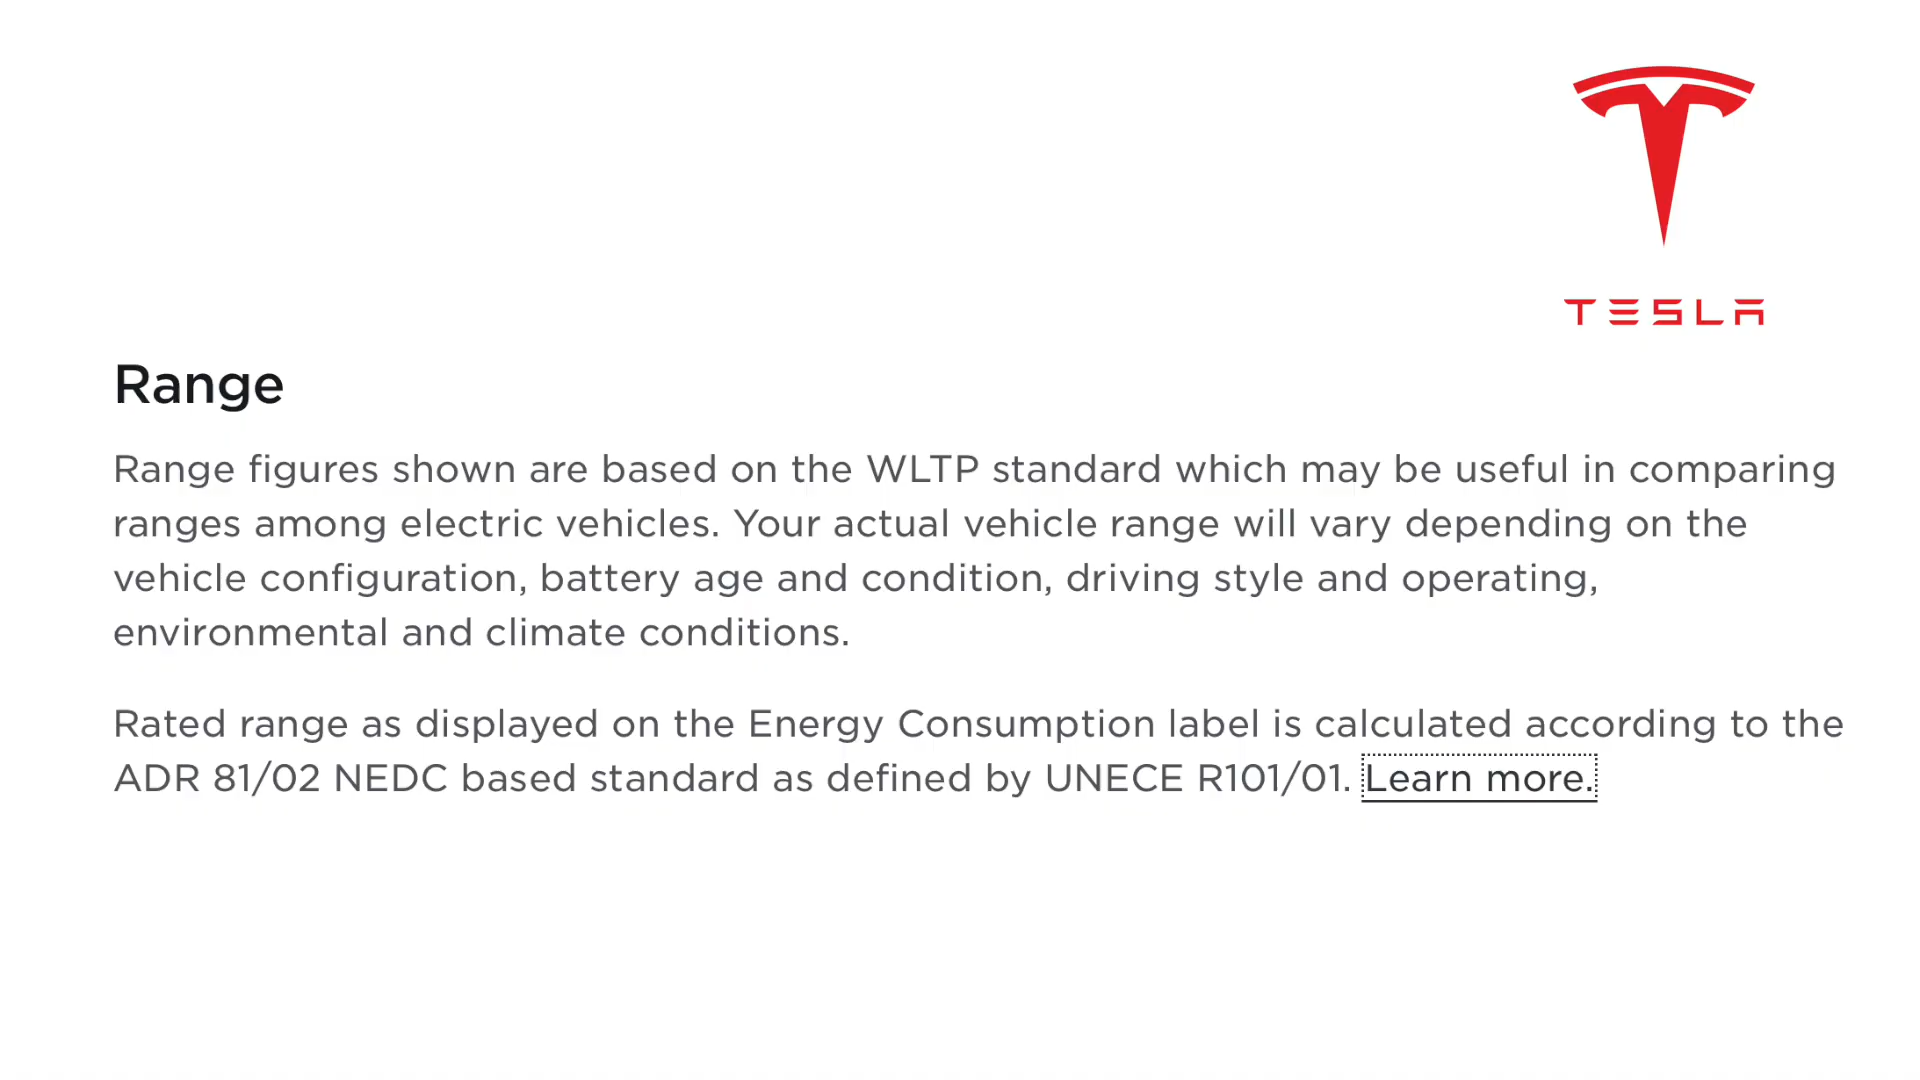 TESLA
Range
Range figures shown are based on the WLTP standard which may be useful in comparing
ranges among electric vehicles. Your actual vehicle range will vary depending on the
vehicle configuration, battery age and condition, driving style and operating,
environmental and climate conditions.
Rated range as displayed on the Energy Consumption label is calculated according to the
ADR 81/02 NEDC based standard as defined by UNECE R101/01. Learn more.